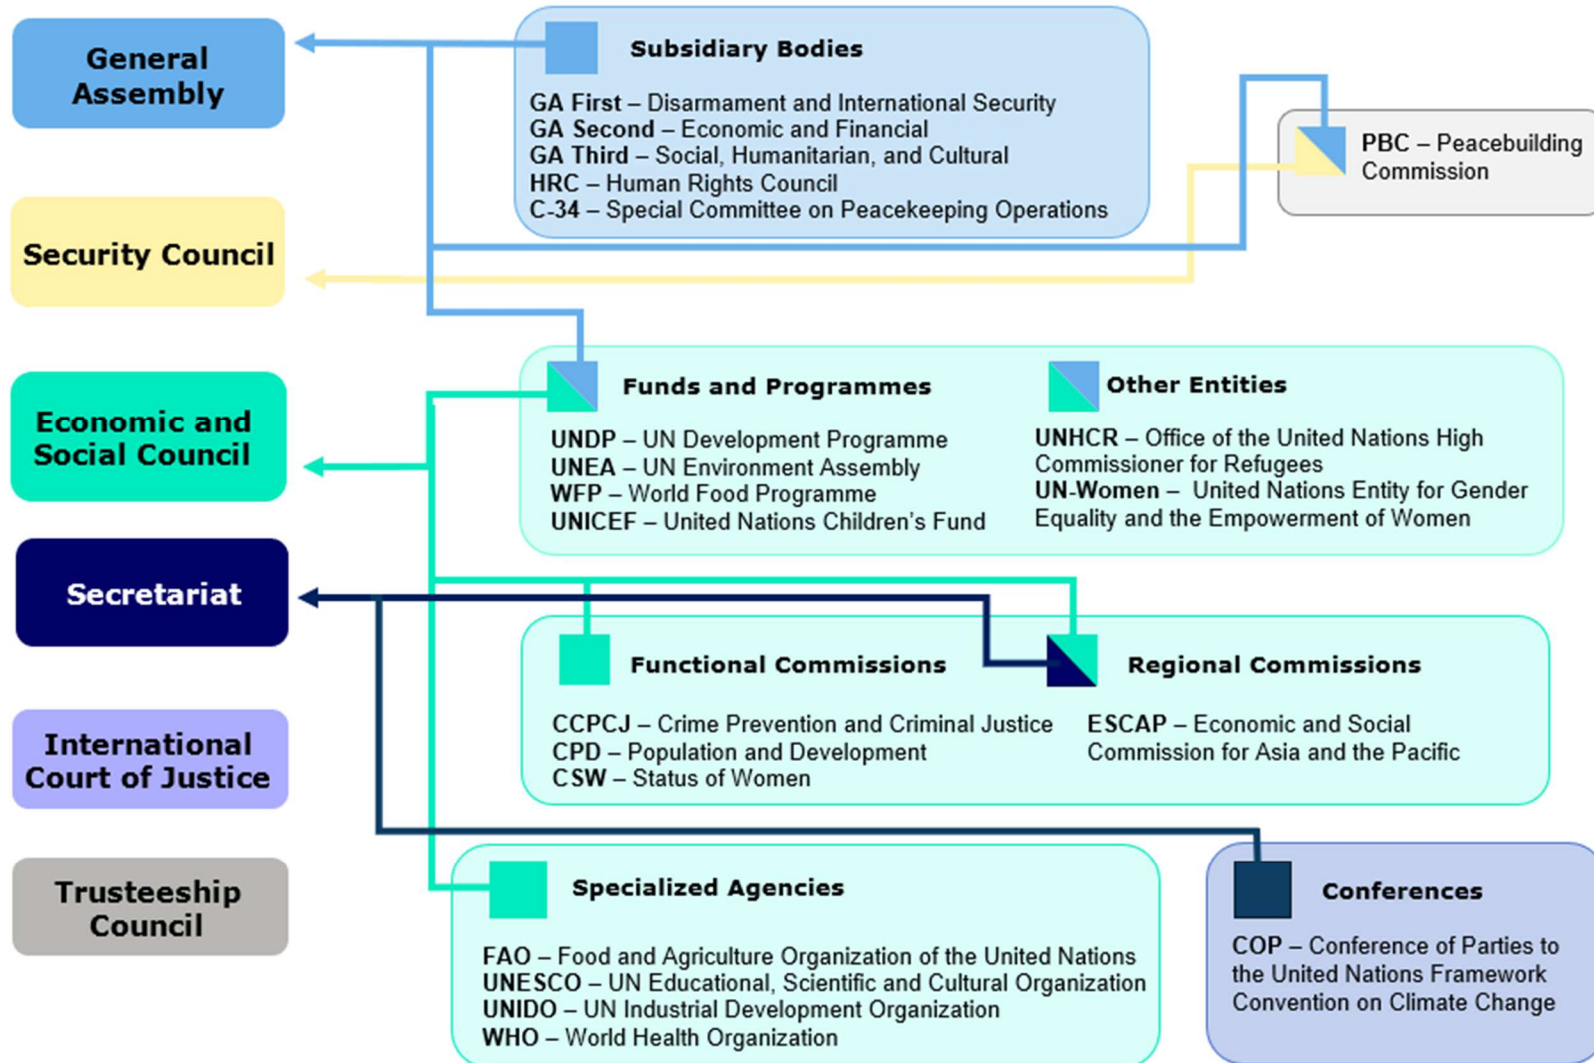 General
Assembly
Security Council
Economic and
Social Council
Secretariat
International
Court of Justice
Trusteeship
Council
Subsidiary Bodies
GA First – Disarmament and International Security
GA Second – Economic and Financial
GA Third – Social, Humanitarian, and Cultural
HRC – Human Rights Council
C-34 – Special Committee on Peacekeeping Operations
PBC – Peacebuilding
Commission
Funds and Programmes
UNDP – UN Development Programme
UNEA – UN Environment Assembly
WFP – World Food Programme
UNICEF – United Nations Children’s Fund
Other Entities
UNHCR – Office of the United Nations High
Commissioner for Refugees
UN-Women – United Nations Entity for Gender
Equality and the Empowerment of Women
Functional Commissions
CCPCJ – Crime Prevention and Criminal Justice
CPD – Population and Development
CSW – Status of Women
Regional Commissions
ESCAP – Economic and Social
Commission for Asia and the Pacific
Specialized Agencies
FAO – Food and Agriculture Organization of the United Nations
UNESCO – UN Educational, Scientific and Cultural Organization
UNIDO – UN Industrial Development Organization
WHO – World Health Organization
Conferences
COP – Conference of Parties to
the United Nations Framework
Convention on Climate Change